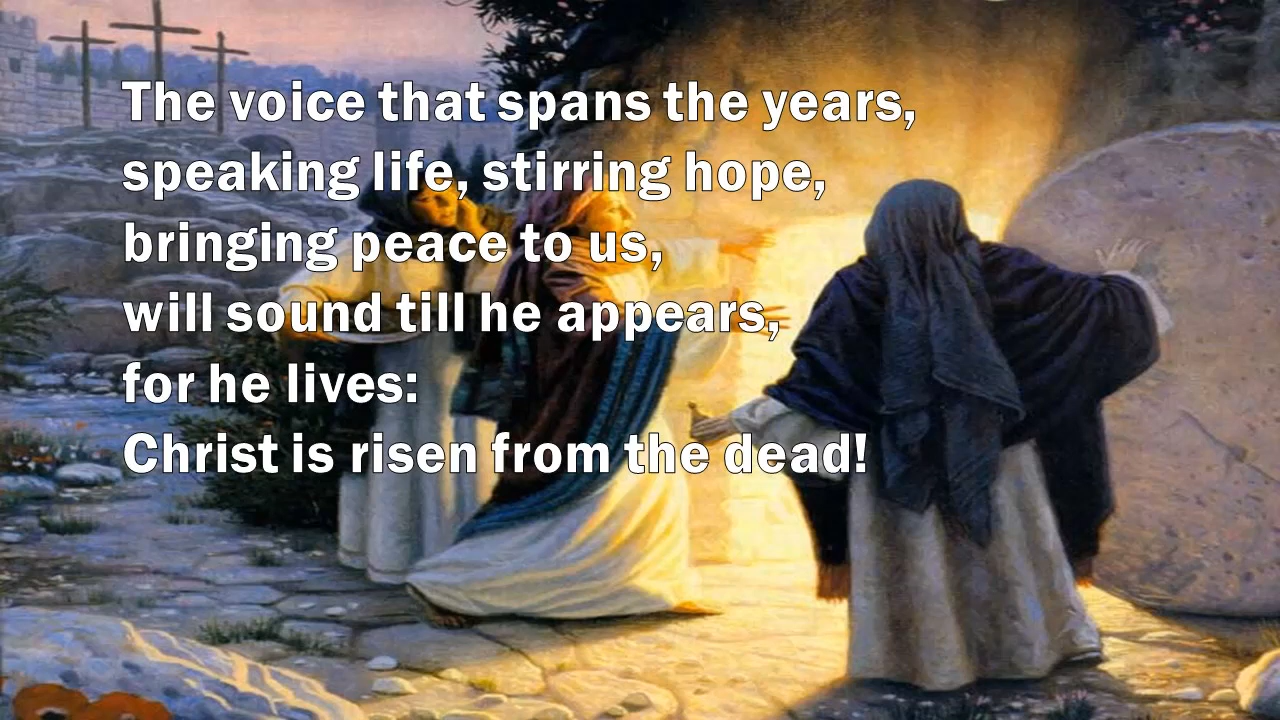 The voice that spans the years,
speaking life, stirring hope,
bringing peace to us,
will sound till he appears,
for he lives:
Christ is risen from the dead!